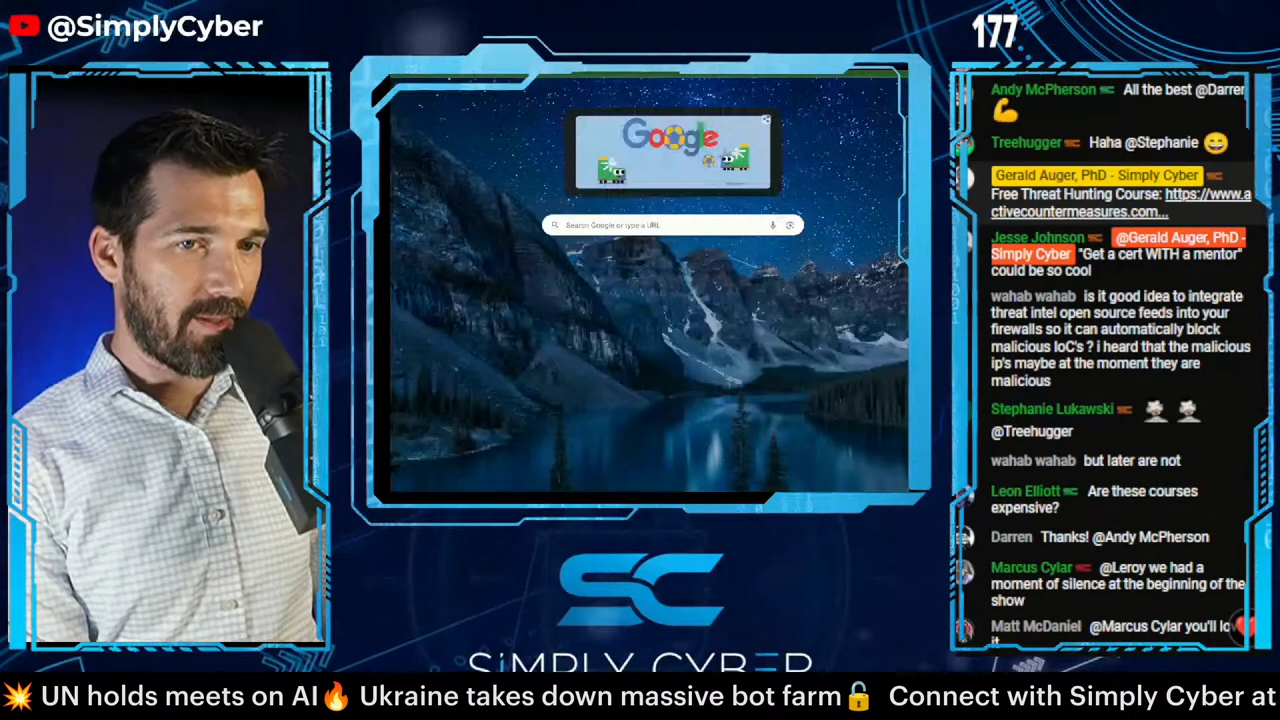 @SimplyCyber
177
Google
Search Google or type a URL
Andy McPherson All the best @Darren
Treehugger Haha @Stephanie
Gerald Auger, PhD - Simply Cyber
Free Threat Hunting Course: https://www.a
ctivecountermeasures.com...
Jesse Johnson @Gerald Auger, PhD -
Simply Cyber "Get a cert WITH a mentor"
could be so cool
wahab wahab is it good idea to integrate
threat intel open source feeds into your
firewalls so it can automatically block
malicious IoC's ? i heard that the malicious
ip's maybe at the moment they are
malicious
Stephanie Lukawski
@Treehugger
wahab wahab but later are not
Leon Elliott Are these courses
expensive?
Darren Thanks! @Andy McPherson
Marcus Cylar @Leroy we had a
moment of silence at the beginning of the
show
Matt McDaniel @Marcus Cylar you'll lo
it
SC
SIMPLY CYBER
UN holds meets on AI Ukraine takes down massive bot farm Connect with Simply Cyber at